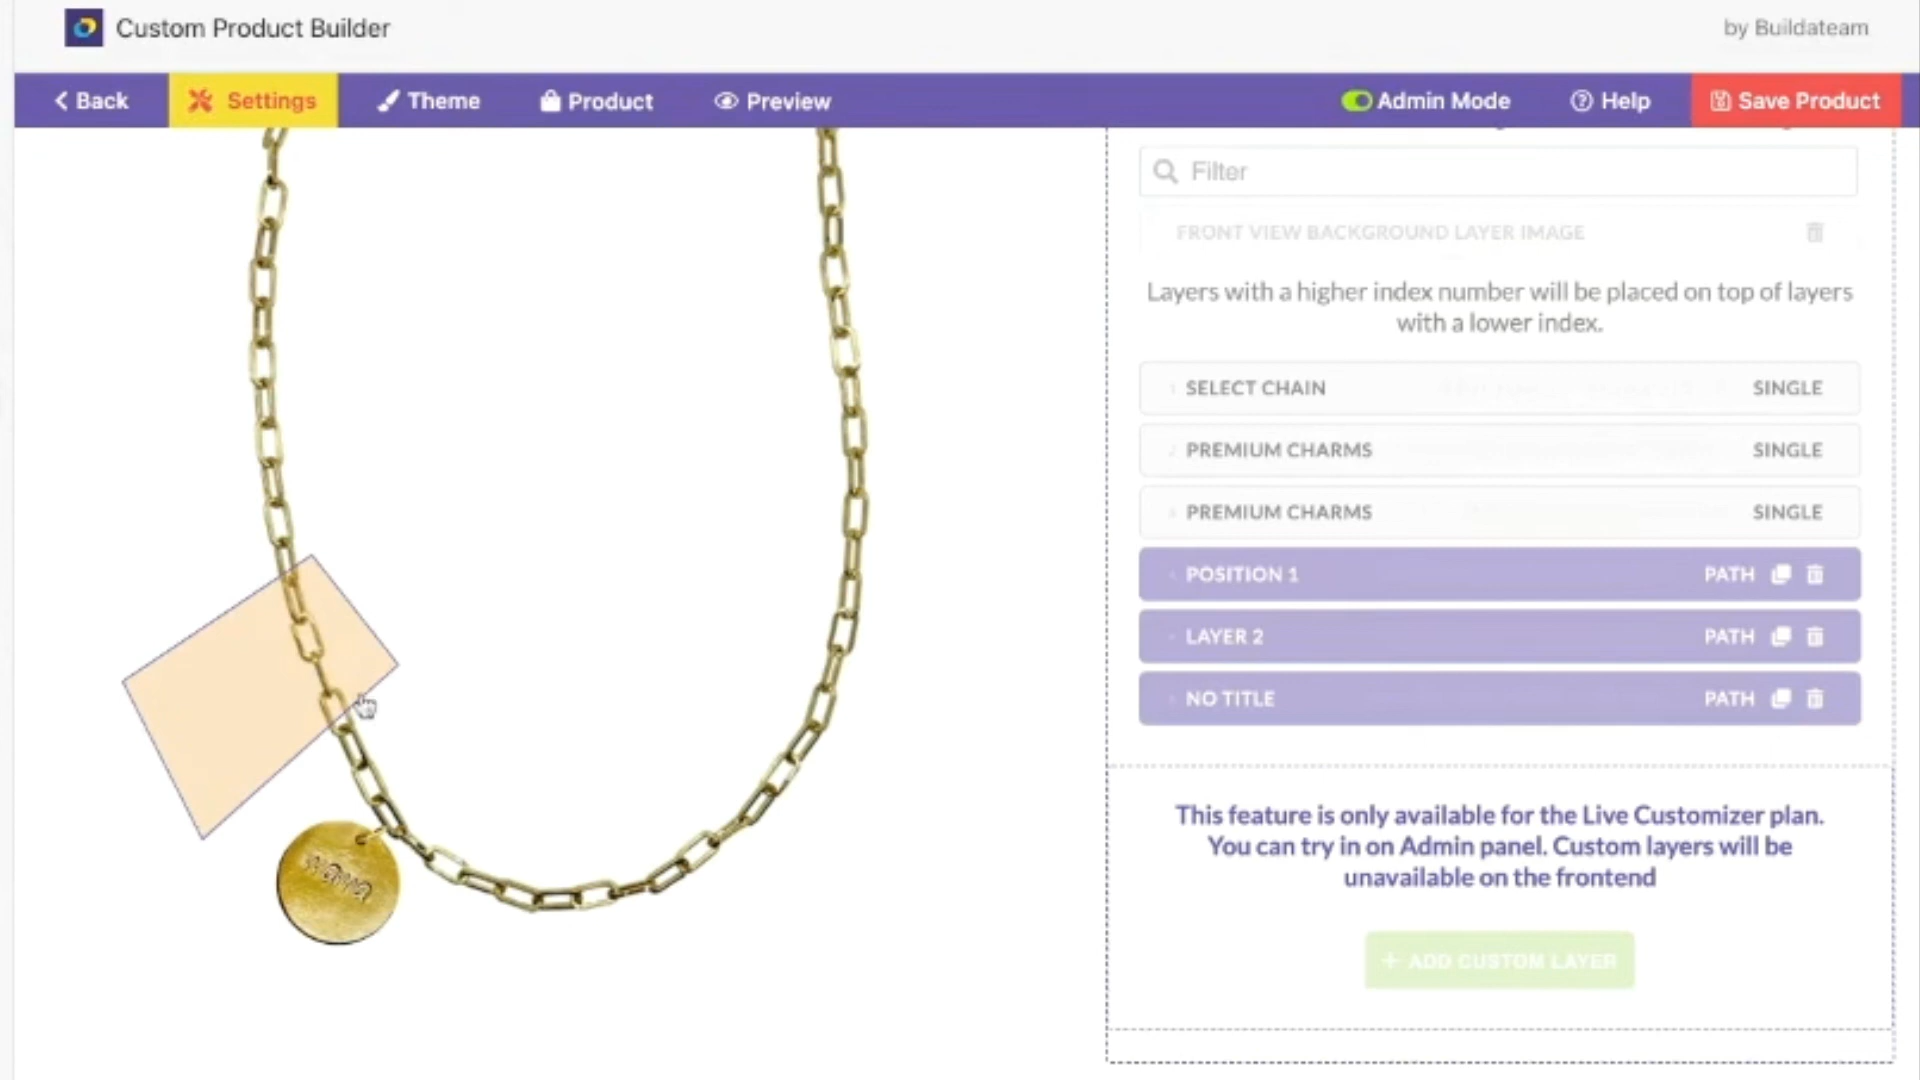 Custom Product Builder
by Buildateam
Back
Settings
Theme
Product
Preview
Admin Mode
Help
Save Product
Filter
FRONT VIEW BACKGROUND LAYER IMAGE
Layers with a higher index number will be placed on top of layers
with a lower index.
SELECT CHAIN SINGLE
PREMIUM CHARMS SINGLE
PREMIUM CHARMS SINGLE
POSITION 1 PATH
LAYER 2 PATH
NO TITLE PATH
This feature is only available for the Live Customizer plan.
You can try in on Admin panel. Custom layers will be
unavailable on the frontend
+ ADD CUSTOM LAYER